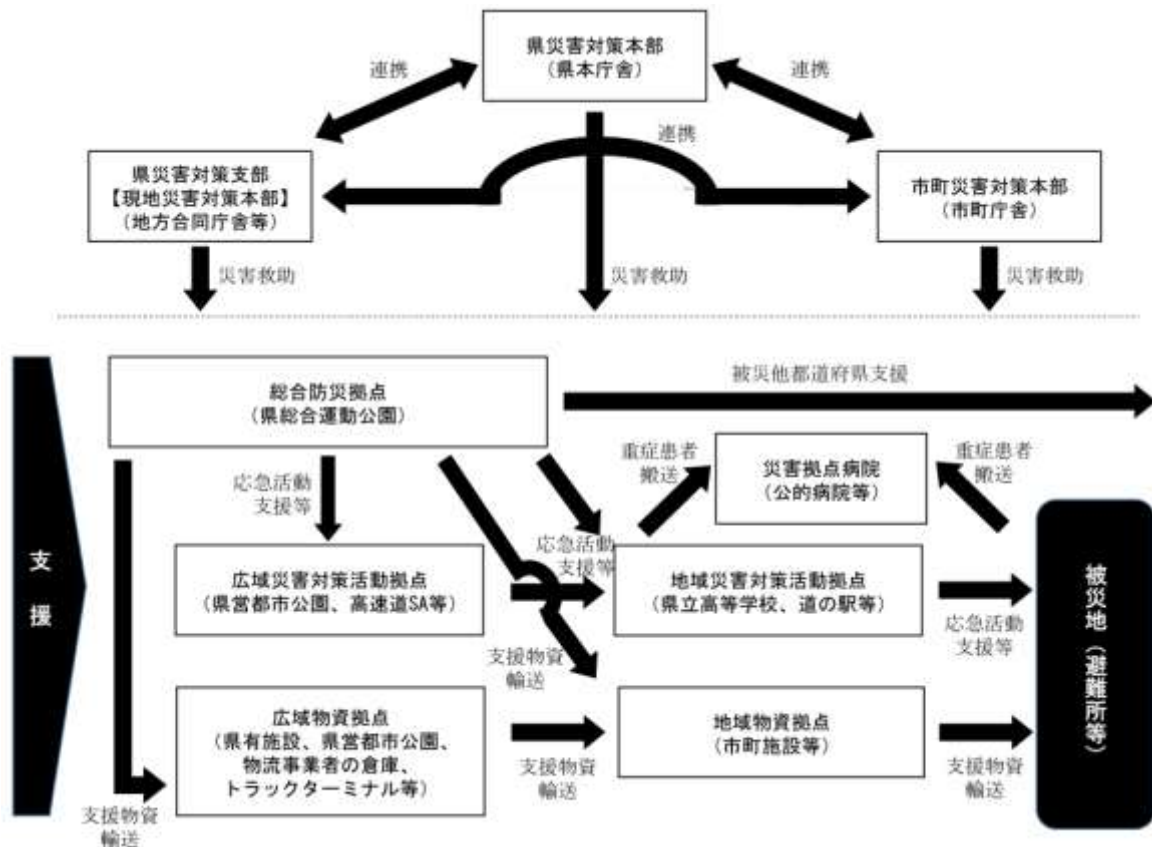 県災害対策本部
（県本庁舎）
連携
連携
連携
県災害対策支部
【現地災害対策本部】
（地方合同庁舎等）
市町災害対策本部
（市町庁舎）
災害救助
災害救助
災害救助
総合防災拠点
（県総合運動公園）
被災他都道府県支援
重症患者
搬送
災害拠点病院
（公的病院等）
重症患者
搬送
応急活動
支援等
応急活動
支援等
支
援
広域災害対策活動拠点
（県営都市公園、高速道SA等）
地域災害対策活動拠点
（県立高等学校、道の駅等）
応急活動
支援等
被災地（避難所等）
支援物資
輸送
広域物資拠点
（県有施設、県営都市公園、
物流事業者の倉庫、
トラックターミナル等）
地域物資拠点
（市町施設等）
支援物資
輸送
支援物資
輸送
支援物資
輸送